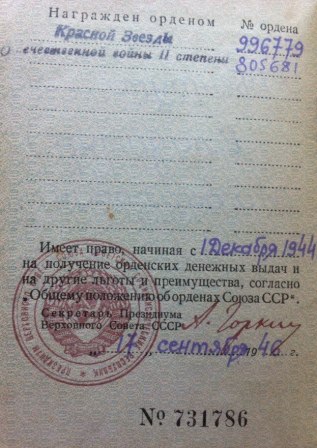 Награжден орденом № ордена
Красной Звезды 996779
Отечественной войны II степени 805681
Имеет право, начиная с 1 Декабря 1944
на получение орденских денежных выдач и
на другие льготы и преимущества, согласно
„Общему положению об орденах Союза ССР“.
Секретарь Президиума
Верховного Совета СССР А. Горкин
„17“ сентября 1946 г.
№ 731786